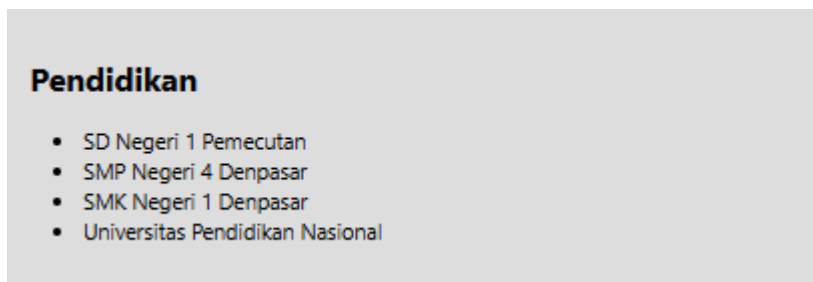 Pendidikan
• SD Negeri 1 Pemecutan
• SMP Negeri 4 Denpasar
• SMK Negeri 1 Denpasar
• Universitas Pendidikan Nasional